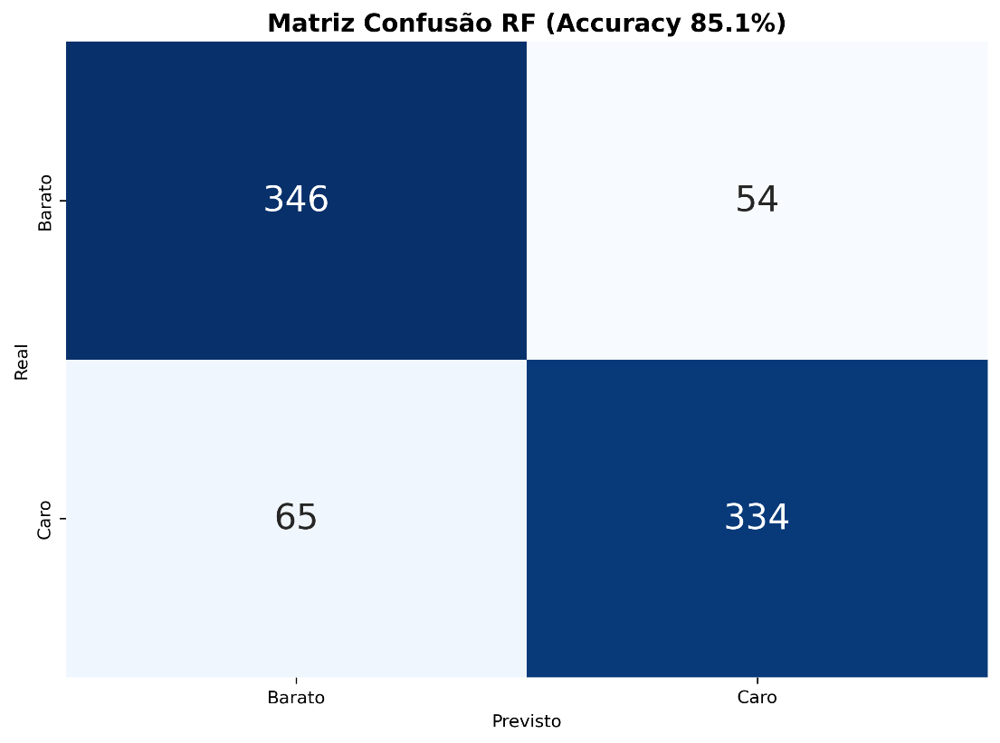 Matriz Confusão RF (Accuracy 85.1%)
Barato
346
54
Real
Caro
65
334
Barato
Caro
Previsto